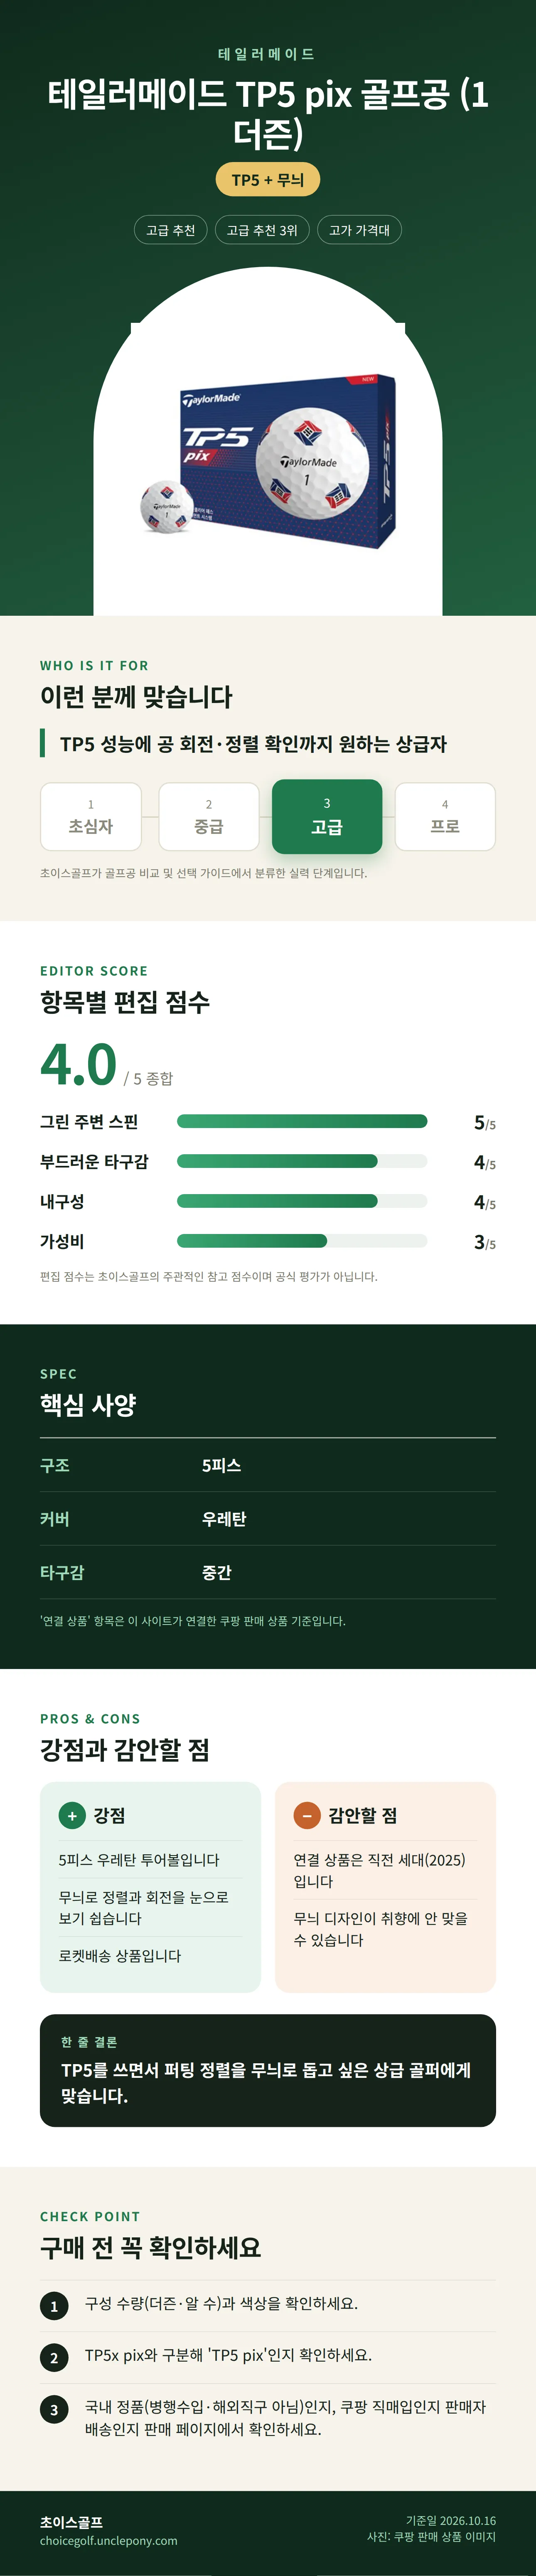 테일러메이드
테일러메이드 TP5 pix 골프공 (1
더즌)
TP5 + 무늬
고급 추천
고급 추천 3위
고가 가격대
NEW
TaylorMade
TP5
pix
TP5 pix
TaylorMade
1
TaylorMade
1
WHO IS IT FOR
이런 분께 맞습니다
TP5 성능에 공 회전·정렬 확인까지 원하는 상급자
1
초심자
2
중급
3
고급
4
프로
초이스골프가 골프공 비교 및 선택 가이드에서 분류한 실력 단계입니다.
EDITOR SCORE
항목별 편집 점수
4.0 / 5 종합
그린 주변 스핀 5/5
부드러운 타구감 4/5
내구성 4/5
가성비 3/5
편집 점수는 초이스골프의 주관적인 참고 점수이며 공식 평가가 아닙니다.
SPEC
핵심 사양
구조 5피스
커버 우레탄
타구감 중간
'연결 상품' 항목은 이 사이트가 연결한 쿠팡 판매 상품 기준입니다.
PROS & CONS
강점과 감안할 점
+ 강점
5피스 우레탄 투어볼입니다
무늬로 정렬과 회전을 눈으로
보기 쉽습니다
로켓배송 상품입니다
− 감안할 점
연결 상품은 직전 세대(2025)
입니다
무늬 디자인이 취향에 안 맞을
수 있습니다
한 줄 결론
TP5를 쓰면서 퍼팅 정렬을 무늬로 돕고 싶은 상급 골퍼에게
맞습니다.
CHECK POINT
구매 전 꼭 확인하세요
1 구성 수량(더즌·알 수)과 색상을 확인하세요.
2 TP5x pix와 구분해 'TP5 pix'인지 확인하세요.
3 국내 정품(병행수입·해외직구 아님)인지, 쿠팡 직매입인지 판매자
배송인지 판매 페이지에서 확인하세요.
초이스골프
choicegolf.unclepony.com
기준일 2026.10.16
사진: 쿠팡 판매 상품 이미지